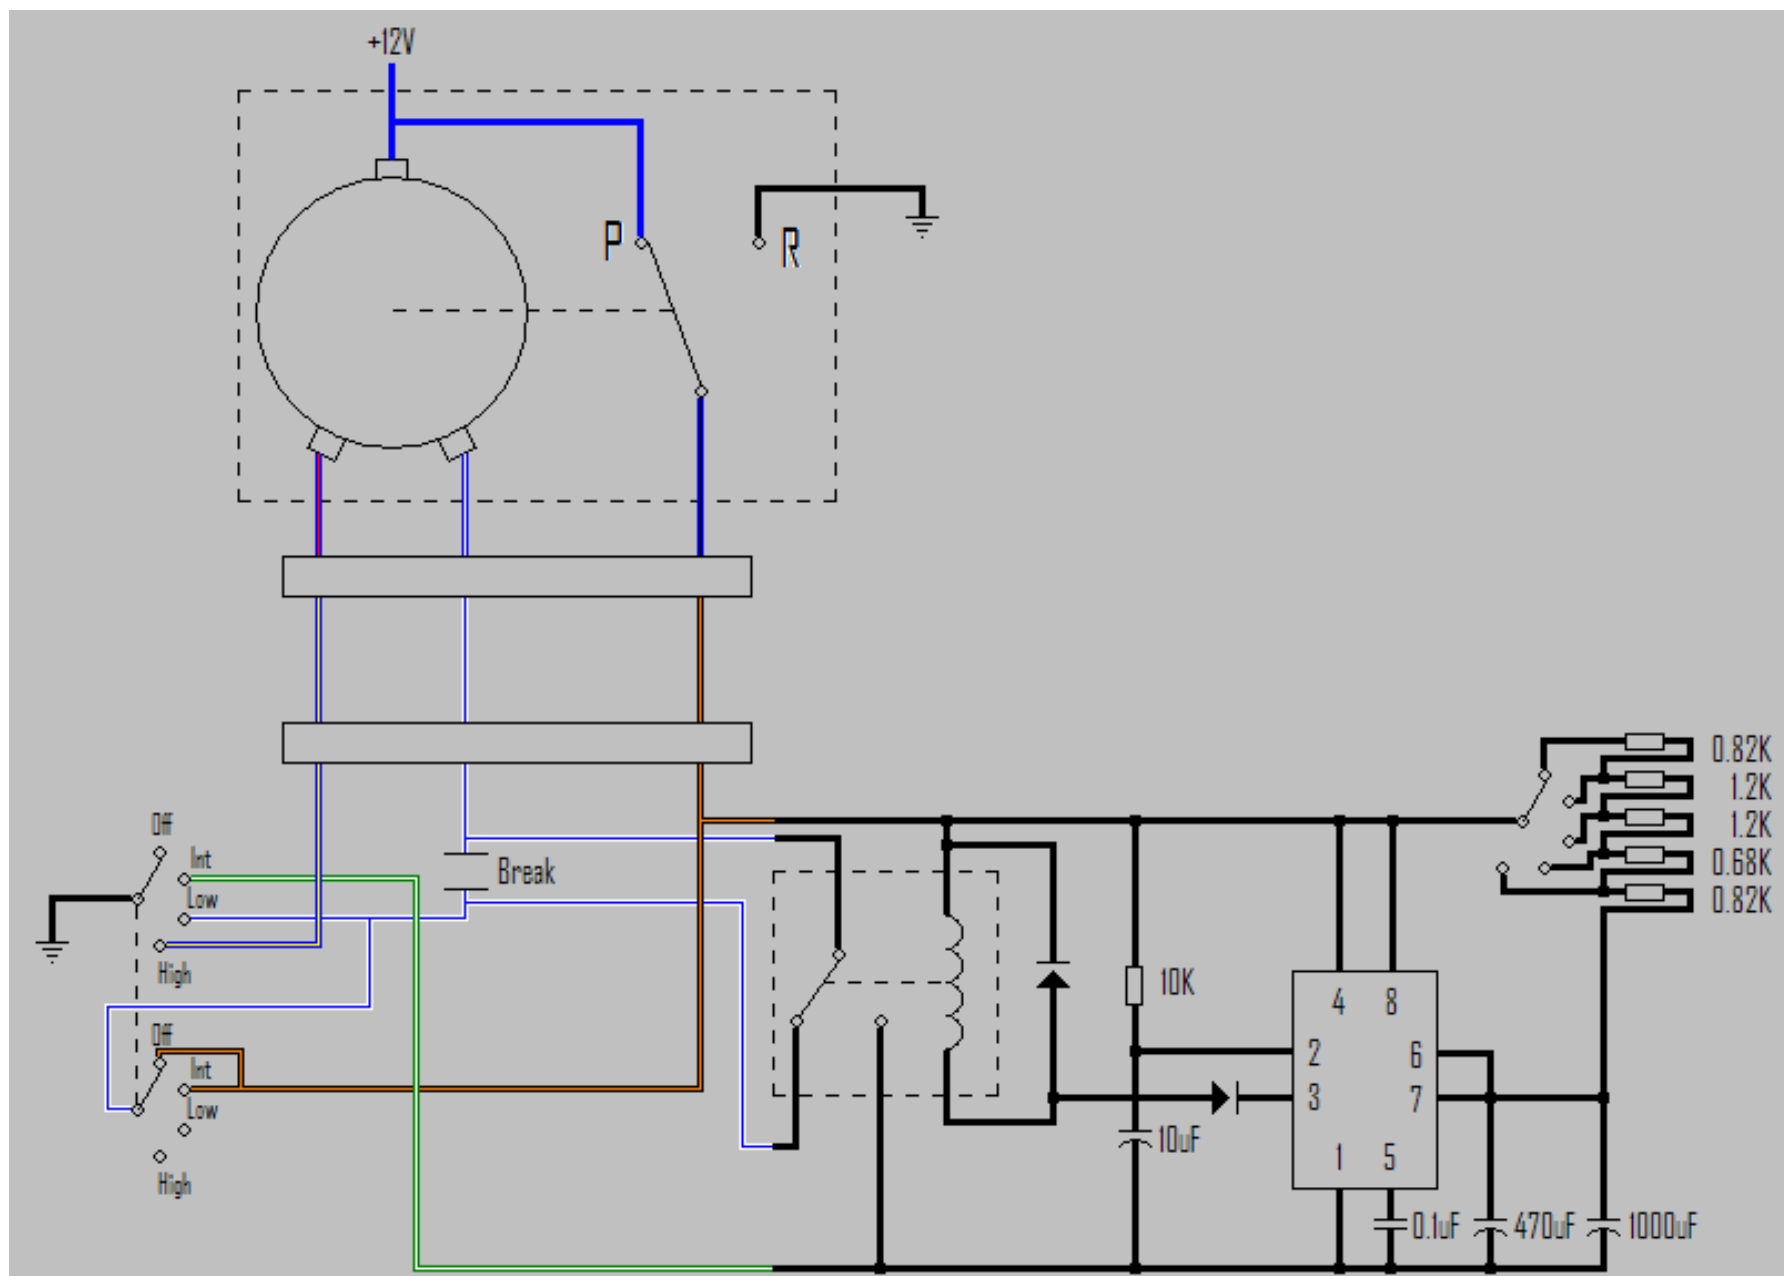 +12V
P
R
0.82K
1.2K
1.2K
0.68K
0.82K
Off
Int
Low
High
Break
Off
Int
Low
High
10K
4 8
2
6
3
7
1 5
10uF
0.1uF
470uF
1000uF